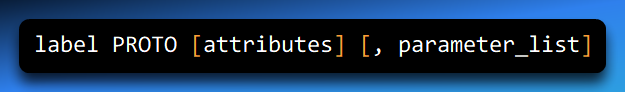 label PROTO [attributes] [, parameter_list]